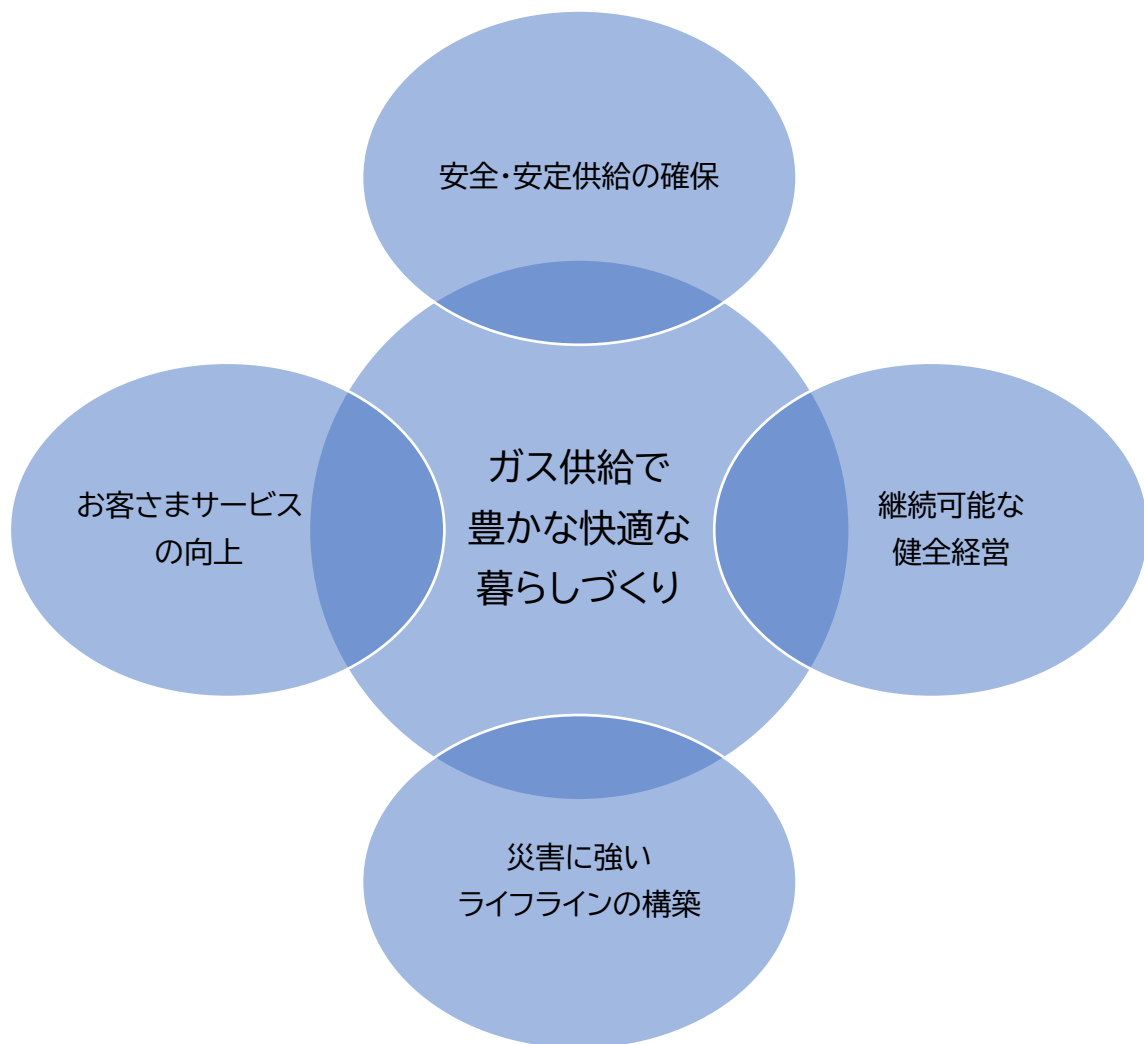 安全・安定供給の確保
お客さまサービス
の向上
ガス供給で
豊かな快適な
暮らしづくり
継続可能な
健全経営
災害に強い
ライフラインの構築